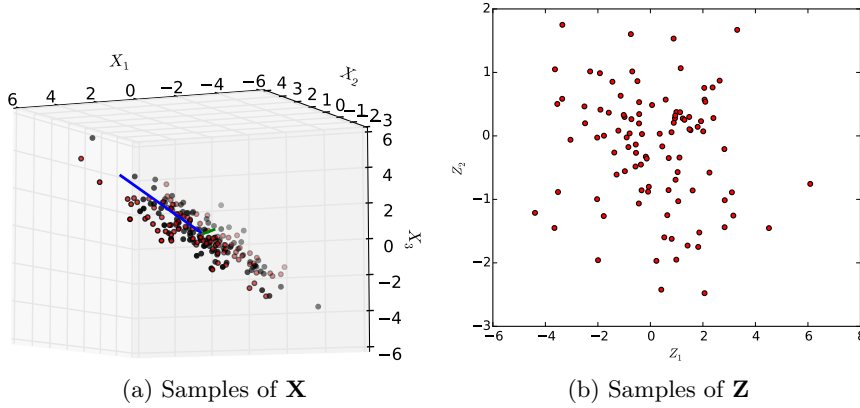 X₁
6 4 2 0 −2 −4 −6
X₂
4 3 2 1 0 −1 −2 −3
6
4
2
0
−2
−4
−6
X₃
(a) Samples of X
2
1
0
−1
−2
−3
Z₂
−6 −4 −2 0 2 4 6 8
Z₁
(b) Samples of Z